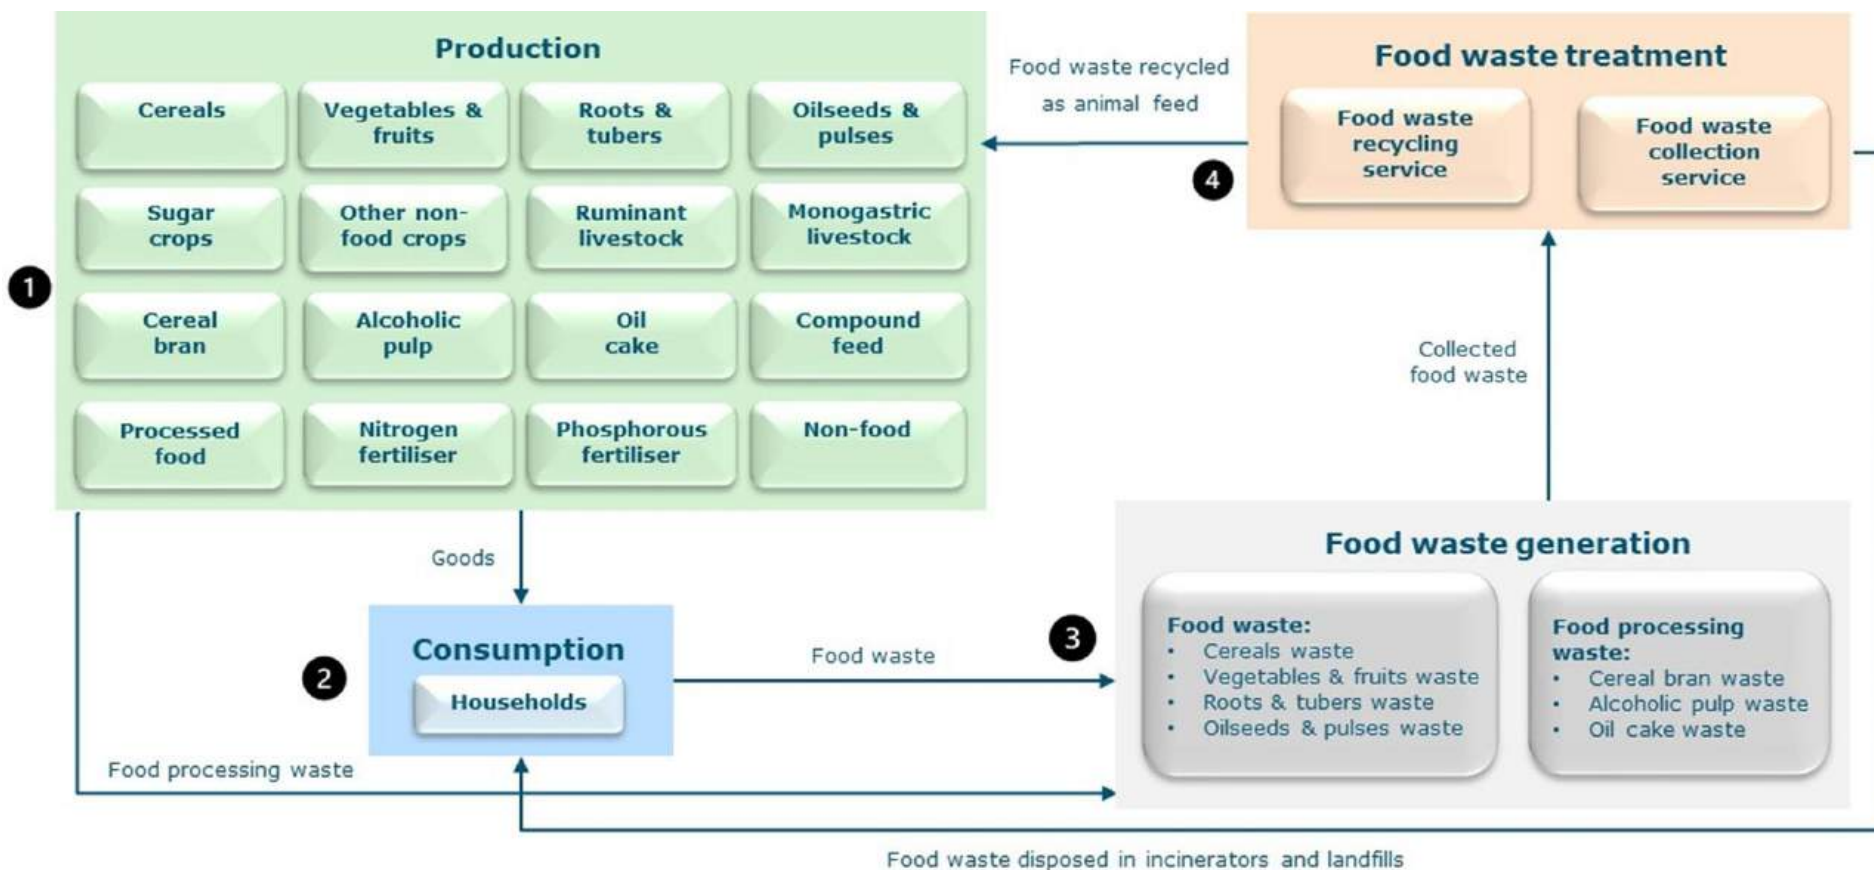 Production
Cereals
Vegetables &
fruits
Roots &
tubers
Oilseeds &
pulses
Sugar
crops
Other non-
food crops
Ruminant
livestock
Monogastric
livestock
Cereal
bran
Alcoholic
pulp
Oil
cake
Compound
feed
Processed
food
Nitrogen
fertiliser
Phosphorous
fertiliser
Non-food
1
Food waste recycled
as animal feed
4
Food waste treatment
Food waste
recycling
service
Food waste
collection
service
Collected
food waste
Goods
2
Consumption
Households
Food waste
3
Food waste generation
Food waste:
• Cereals waste
• Vegetables & fruits waste
• Roots & tubers waste
• Oilseeds & pulses waste
Food processing
waste:
• Cereal bran waste
• Alcoholic pulp waste
• Oil cake waste
Food processing waste
Food waste disposed in incinerators and landfills